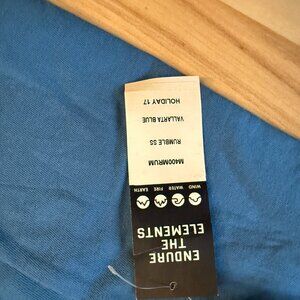 ENDURE
THE
ELEMENTS
WIND WATER FIRE EARTH
M400MRUM
RUMBLE SS
VALLARTA BLUE
HOLIDAY 17